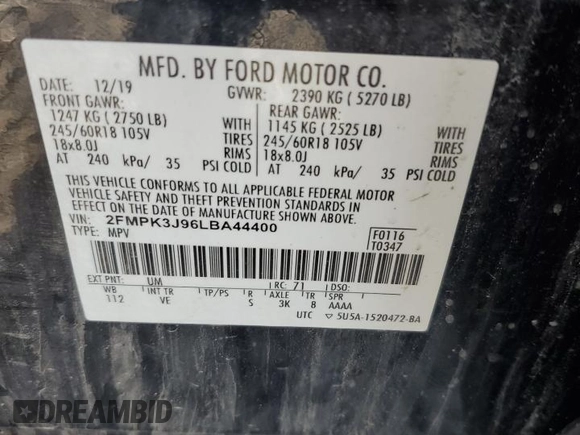 MFD. BY FORD MOTOR CO.
DATE: 12/19 GVWR: 2390 KG ( 5270 LB)
FRONT GAWR: REAR GAWR:
1247 KG ( 2750 LB) WITH 1145 KG ( 2525 LB) WITH
245/60R18 105V TIRES 245/60R18 105V TIRES
18x8.0J RIMS 18x8.0J RIMS
AT 240 kPa/ 35 PSI COLD AT 240 kPa/ 35 PSI COLD
THIS VEHICLE CONFORMS TO ALL APPLICABLE FEDERAL MOTOR
VEHICLE SAFETY AND THEFT PREVENTION STANDARDS IN
EFFECT ON THE DATE OF MANUFACTURE SHOWN ABOVE.
VIN: 2FMPK3J96LBA44400 F0116
TYPE: MPV T0347
EXT PNT: UM RC: 71 DSO:
WB INT TR TP/PS R AXLE TR SPR
112 VE S 3K 8 AAAA
UTC ▽ 5U5A-1520472-BA
DREAMBID